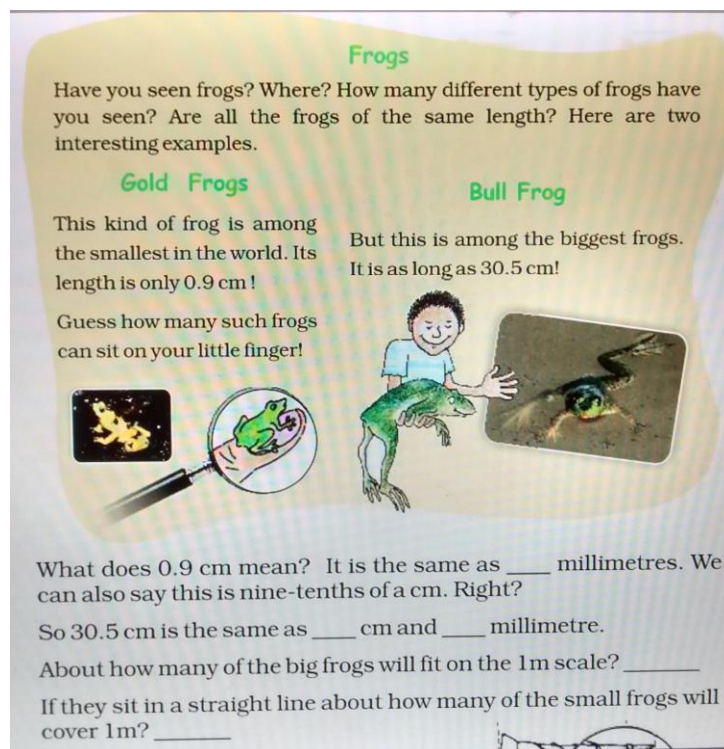 Frogs
Have you seen frogs? Where? How many different types of frogs have
you seen? Are all the frogs of the same length? Here are two
interesting examples.
Gold Frogs
This kind of frog is among
the smallest in the world. Its
length is only 0.9 cm !
Guess how many such frogs
can sit on your little finger!
Bull Frog
But this is among the biggest frogs.
It is as long as 30.5 cm!
What does 0.9 cm mean? It is the same as ____ millimetres. We
can also say this is nine-tenths of a cm. Right?
So 30.5 cm is the same as ____ cm and ____ millimetre.
About how many of the big frogs will fit on the 1m scale? _______
If they sit in a straight line about how many of the small frogs will
cover 1m? _______